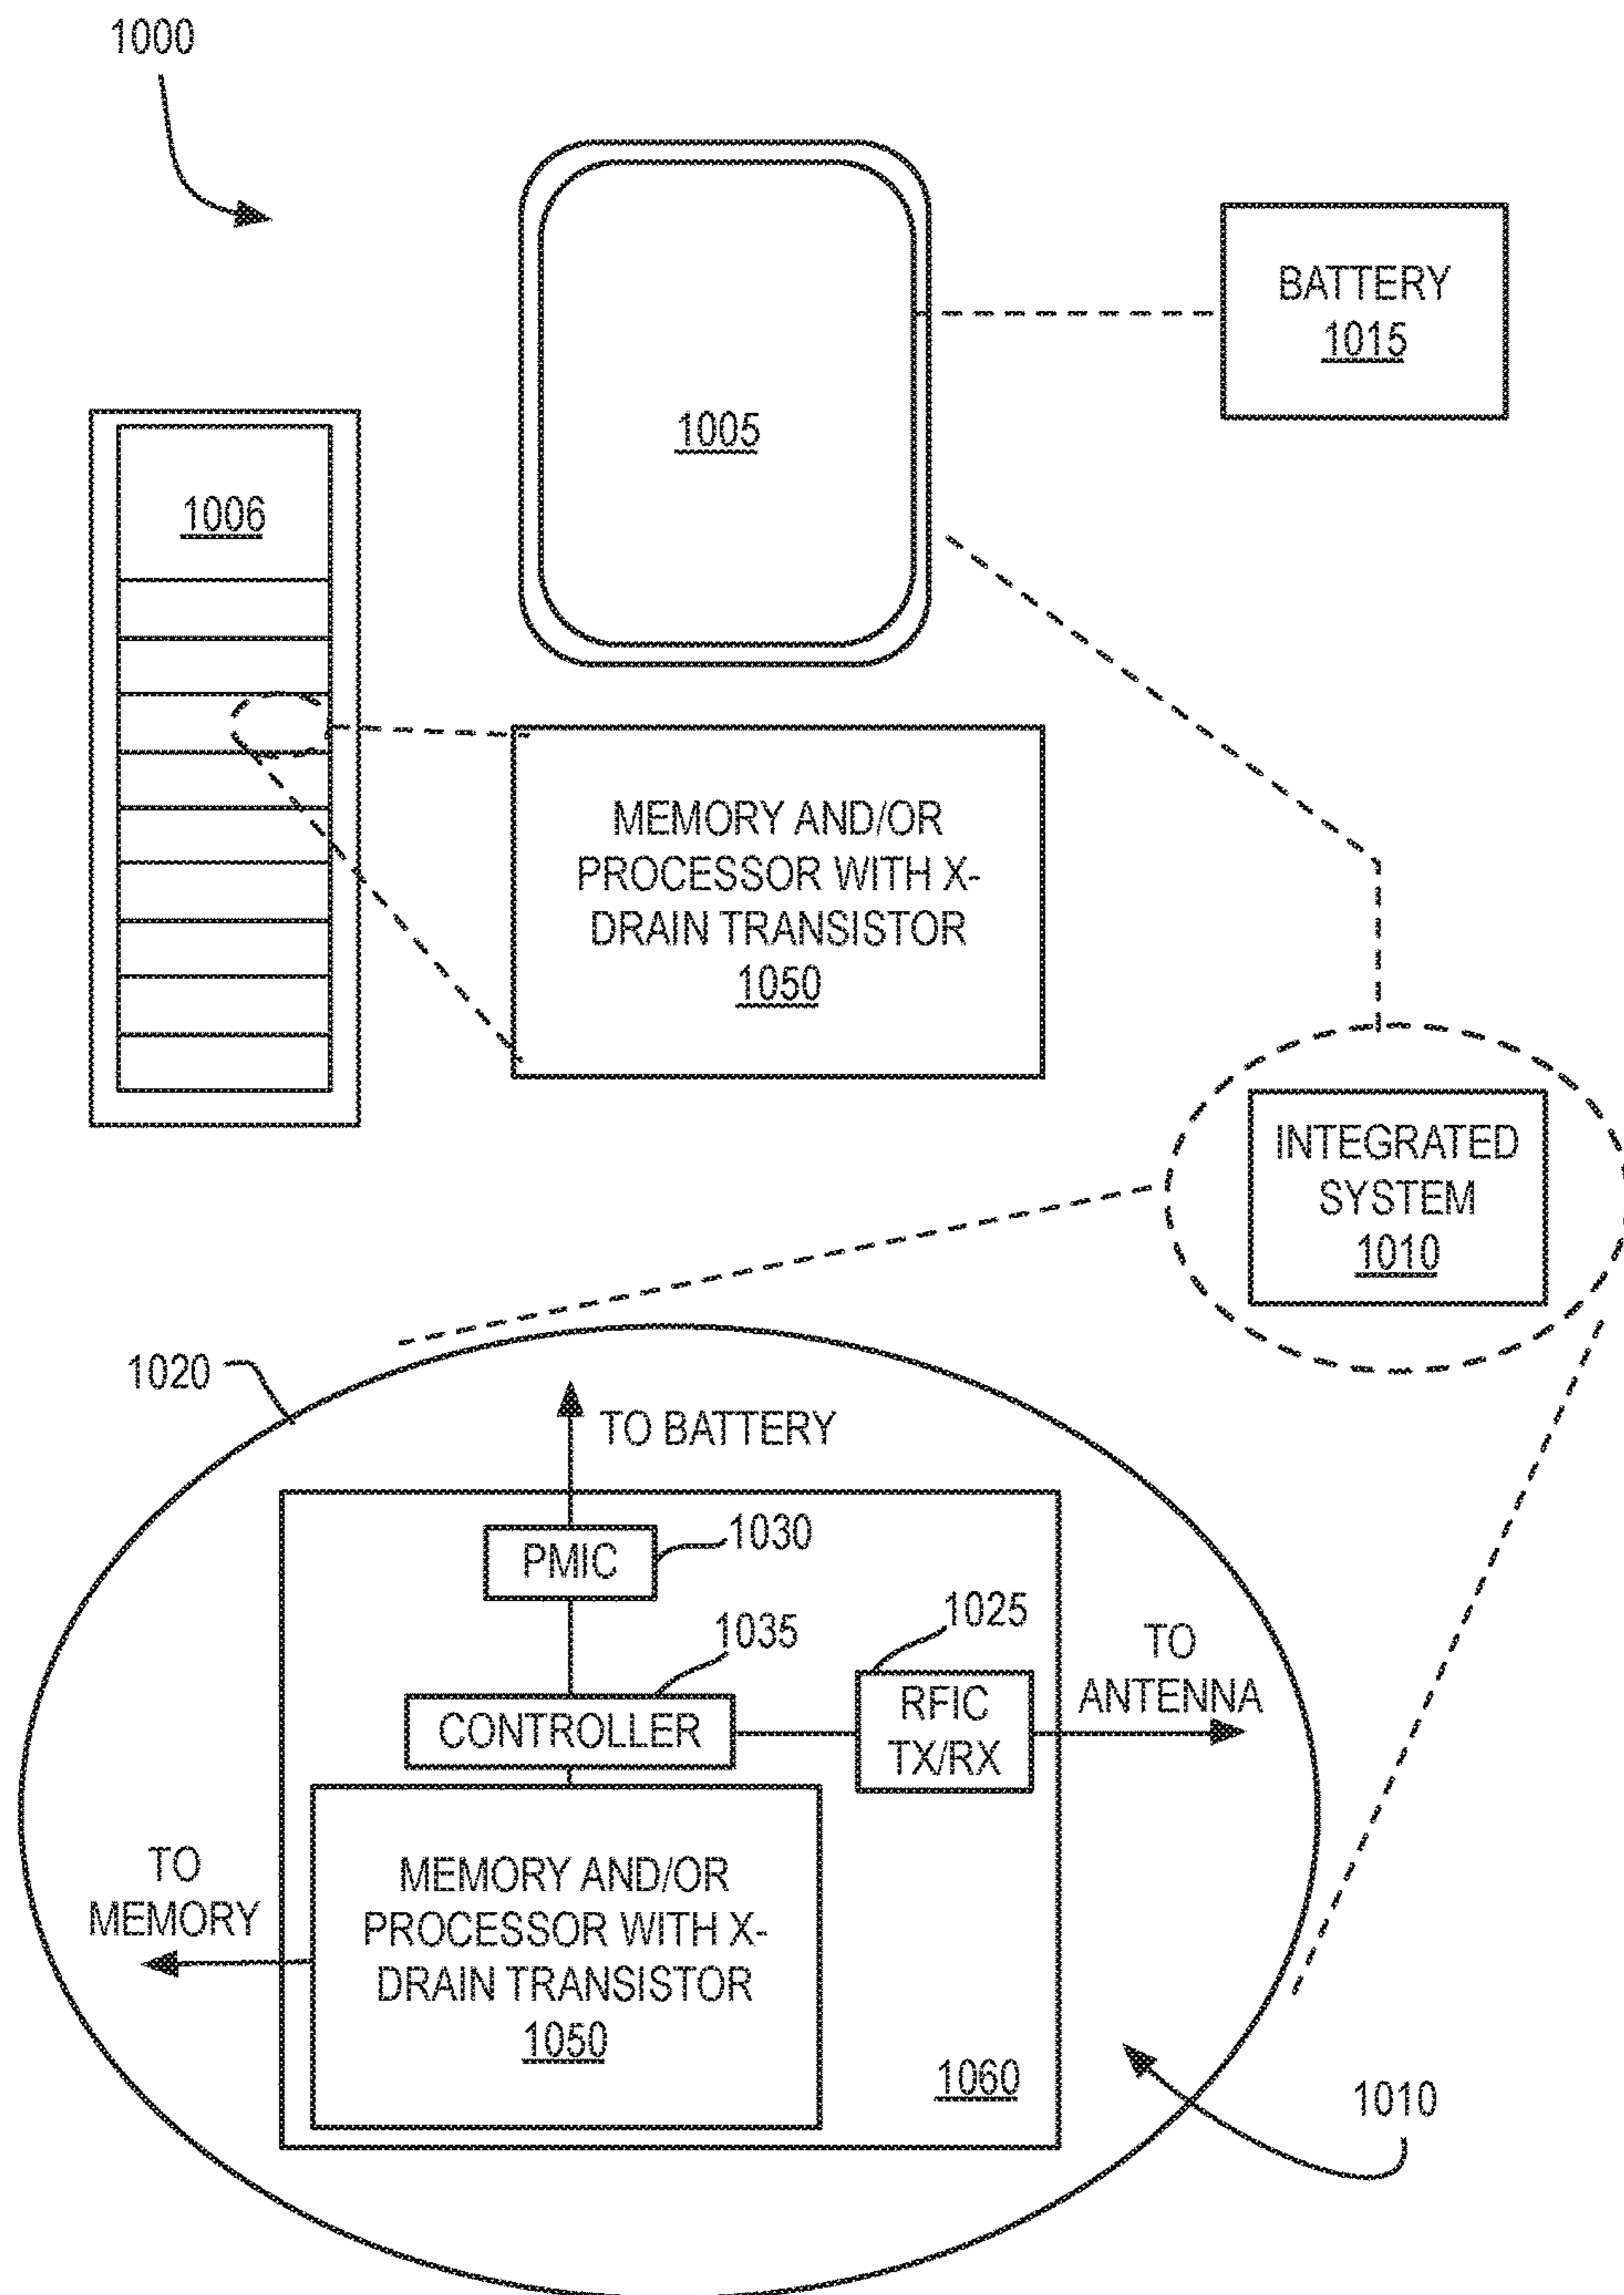 1000
BATTERY
1015
1005
1006
MEMORY AND/OR
PROCESSOR WITH X-
DRAIN TRANSISTOR
1050
INTEGRATED
SYSTEM
1010
1020
TO BATTERY
PMIC
1030
1035
1025
CONTROLLER
RFIC
TX/RX
TO
ANTENNA
TO
MEMORY
MEMORY AND/OR
PROCESSOR WITH X-
DRAIN TRANSISTOR
1050
1060
1010